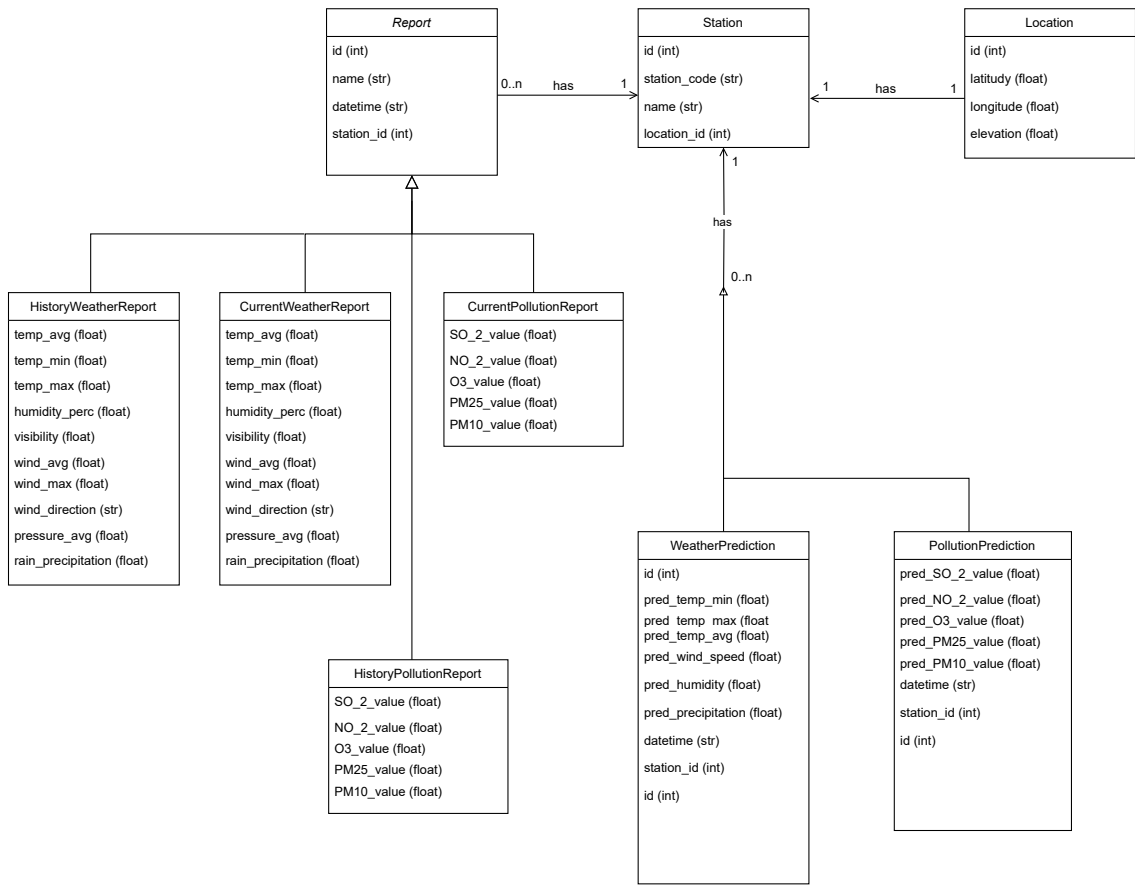 Report
id (int)
name (str)
datetime (str)
station_id (int)
0..n
has
1
Station
id (int)
station_code (str)
name (str)
location_id (int)
1
has
1
Location
id (int)
latitudy (float)
longitude (float)
elevation (float)
1
has
0..n
HistoryWeatherReport
temp_avg (float)
temp_min (float)
temp_max (float)
humidity_perc (float)
visibility (float)
wind_avg (float)
wind_max (float)
wind_direction (str)
pressure_avg (float)
rain_precipitation (float)
CurrentWeatherReport
temp_avg (float)
temp_min (float)
temp_max (float)
humidity_perc (float)
visibility (float)
wind_avg (float)
wind_max (float)
wind_direction (str)
pressure_avg (float)
rain_precipitation (float)
CurrentPollutionReport
SO_2_value (float)
NO_2_value (float)
O3_value (float)
PM25_value (float)
PM10_value (float)
HistoryPollutionReport
SO_2_value (float)
NO_2_value (float)
O3_value (float)
PM25_value (float)
PM10_value (float)
WeatherPrediction
id (int)
pred_temp_min (float)
pred_temp_max (float
pred_temp_avg (float)
pred_wind_speed (float)
pred_humidity (float)
pred_precipitation (float)
datetime (str)
station_id (int)
id (int)
PollutionPrediction
pred_SO_2_value (float)
pred_NO_2_value (float)
pred_O3_value (float)
pred_PM25_value (float)
pred_PM10_value (float)
datetime (str)
station_id (int)
id (int)